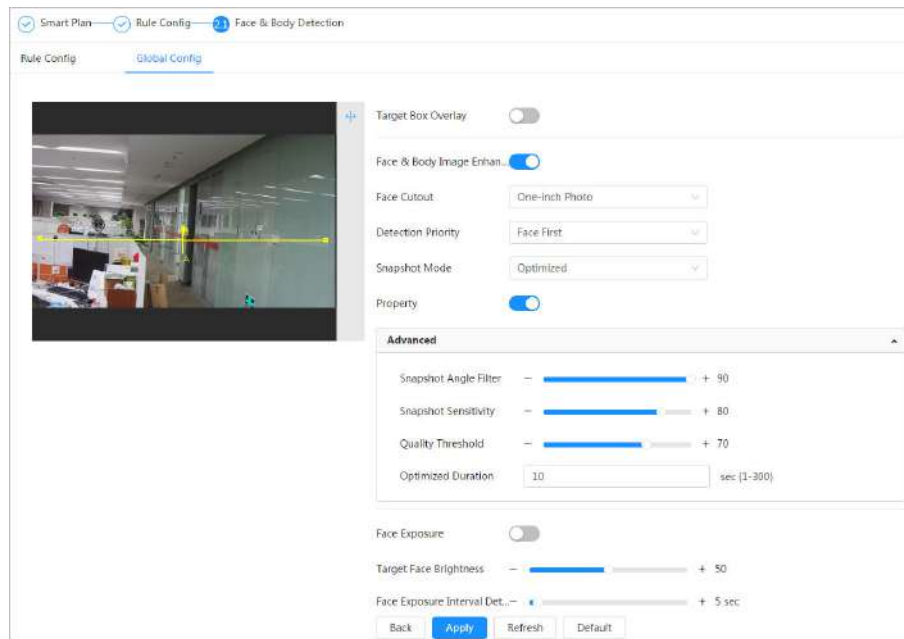 Smart Plan Rule Config 2.1 Face & Body Detection
Rule Config Global Config
Target Box Overlay
Face & Body Image Enhan...
Face Cutout One-inch Photo
Detection Priority Face First
Snapshot Mode Optimized
Property
Advanced
Snapshot Angle Filter − + 90
Snapshot Sensitivity − + 80
Quality Threshold − + 70
Optimized Duration 10 sec (1-300)
Face Exposure
Target Face Brightness − + 50
Face Exposure Interval Det... − + 5 sec
Back Apply Refresh Default